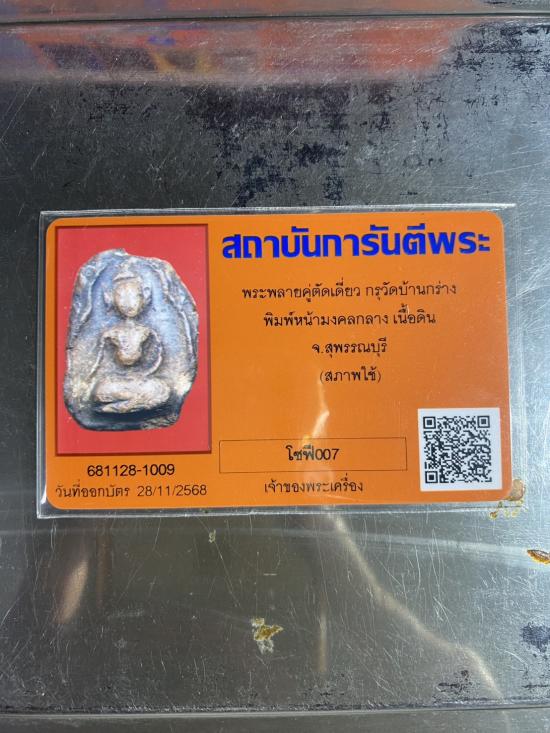 สถาบันการันตีพระ
พระพลายคู่ตัดเดี่ยว กรุวัดบ้านกร่าง
พิมพ์หน้ามงคลกลาง เนื้อดิน
จ.สุพรรณบุรี
(สภาพใช้)
โซฟี007
เจ้าของพระเครื่อง
681128-1009
วันที่ออกบัตร 28/11/2568